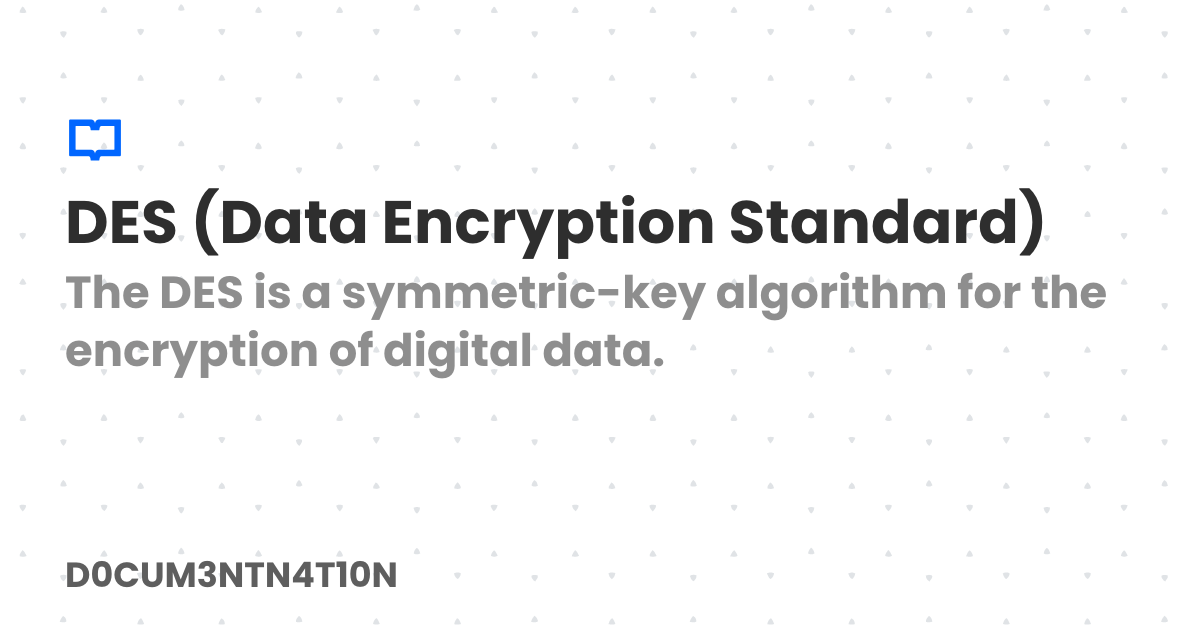 DES (Data Encryption Standard)
The DES is a symmetric-key algorithm for the
encryption of digital data.
D0CUM3NTN4T10N